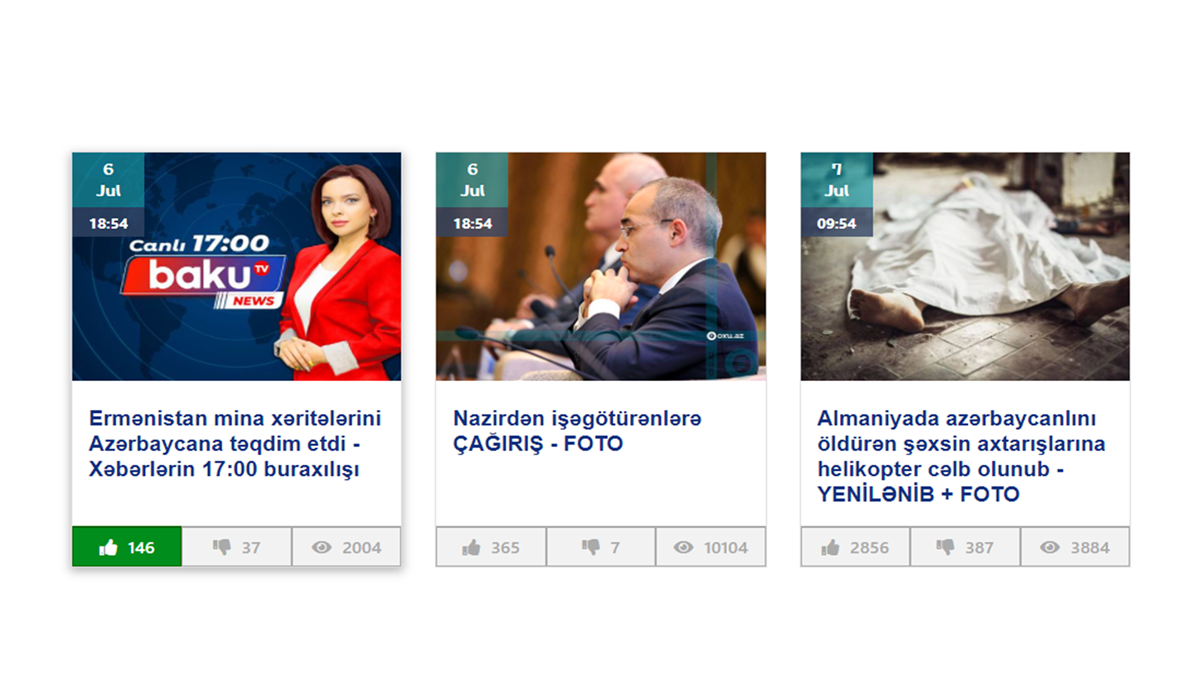 6
Jul
18:54
Canlı 17:00
baku TV
NEWS
Ermənistan mina xəritələrini
Azərbaycana təqdim etdi -
Xəbərlərin 17:00 buraxılışı
146
37
2004
6
Jul
18:54
oxu.az
Nazirdən işəgötürənlərə
ÇAĞIRIŞ - FOTO
365
7
10104
7
Jul
09:54
Almaniyada azərbaycanlını
öldürən şəxsin axtarışlarına
helikopter cəlb olunub -
YENİLƏNİB + FOTO
2856
387
3884